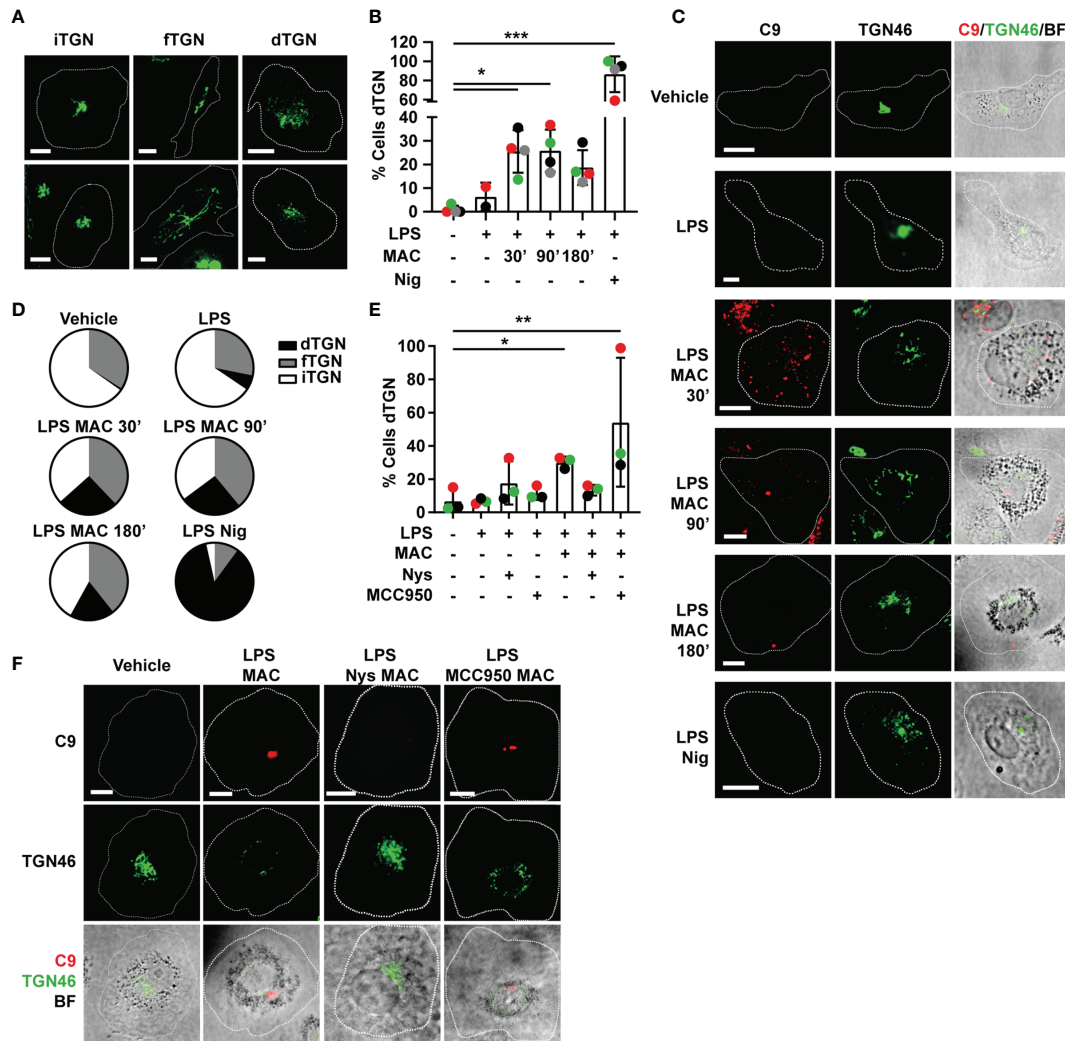 A
iTGN fTGN dTGN
B
% Cells dTGN
120
100
80
60
40
30
20
10
0
*
***
LPS - + + + + +
MAC - - 30' 90' 180' -
Nig - - - - - +
C
C9 TGN46 C9/TGN46/BF
Vehicle
LPS
LPS
MAC
30'
LPS
MAC
90'
LPS
MAC
180'
LPS
Nig
D
Vehicle LPS
dTGN
fTGN
iTGN
LPS MAC 30' LPS MAC 90'
LPS MAC 180' LPS Nig
E
% Cells dTGN
100
80
60
40
20
0
**
*
LPS - + + + + + +
MAC - - - - + + +
Nys - - + - - + -
MCC950 - - - + - - +
F
Vehicle LPS MAC LPS Nys MAC LPS MCC950 MAC
C9
TGN46
C9
TGN46
BF